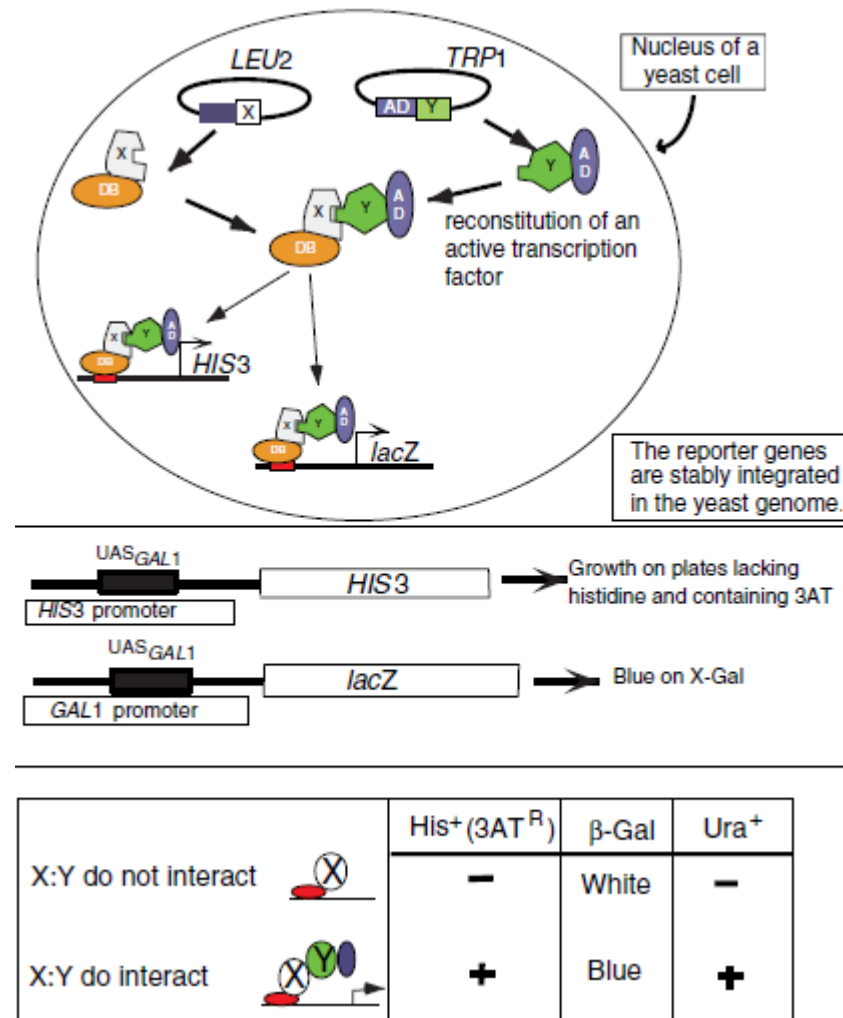 LEU2
TRP1
Nucleus of a
yeast cell
X
AD Y
X
DB
Y
A
D
X
Y
A
D
DB
reconstitution of an
active transcription
factor
X
Y
A
D
DB
HIS3
X
Y
A
D
DB
lacZ
The reporter genes
are stably integrated
in the yeast genome.
UASGAL1
HIS3
Growth on plates lacking
histidine and containing 3AT
HIS3 promoter
UASGAL1
lacZ
Blue on X-Gal
GAL1 promoter
His+ (3AT R) β-Gal Ura+
X:Y do not interact X - White -
X:Y do interact X Y + Blue +